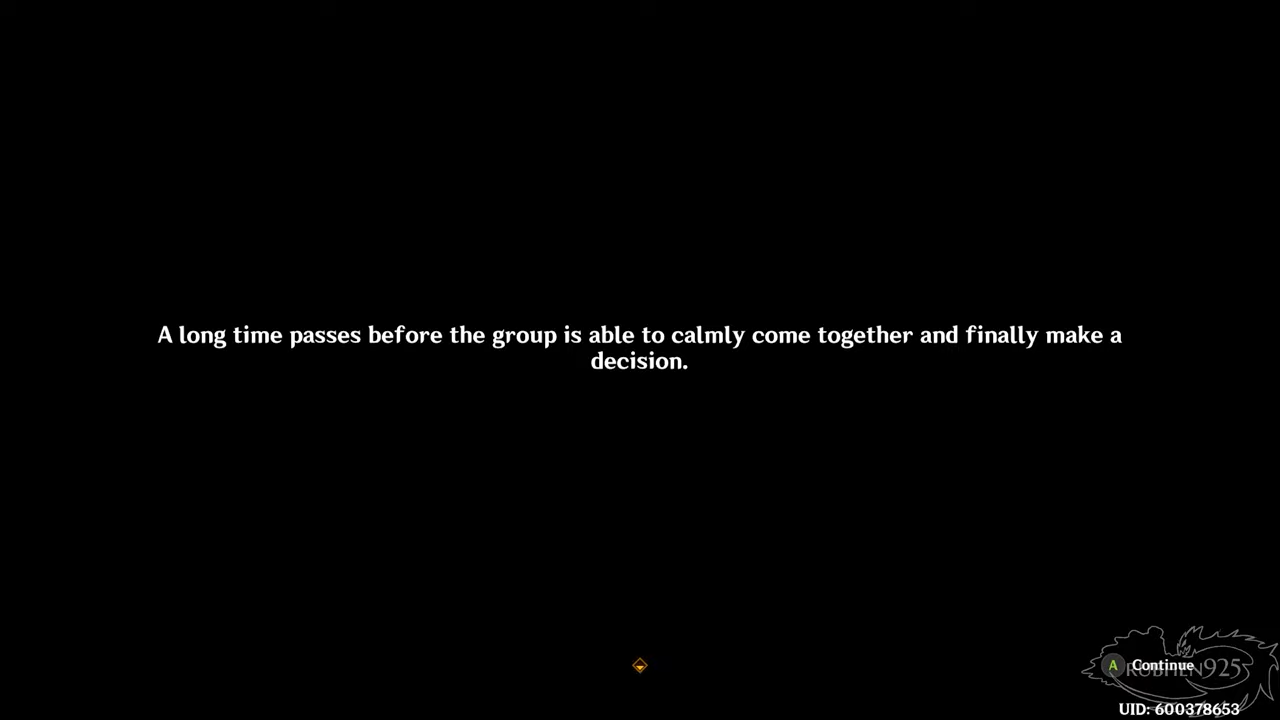 A long time passes before the group is able to calmly come together and finally make a
decision.
A Continue
RUBHEN925
UID: 600378653